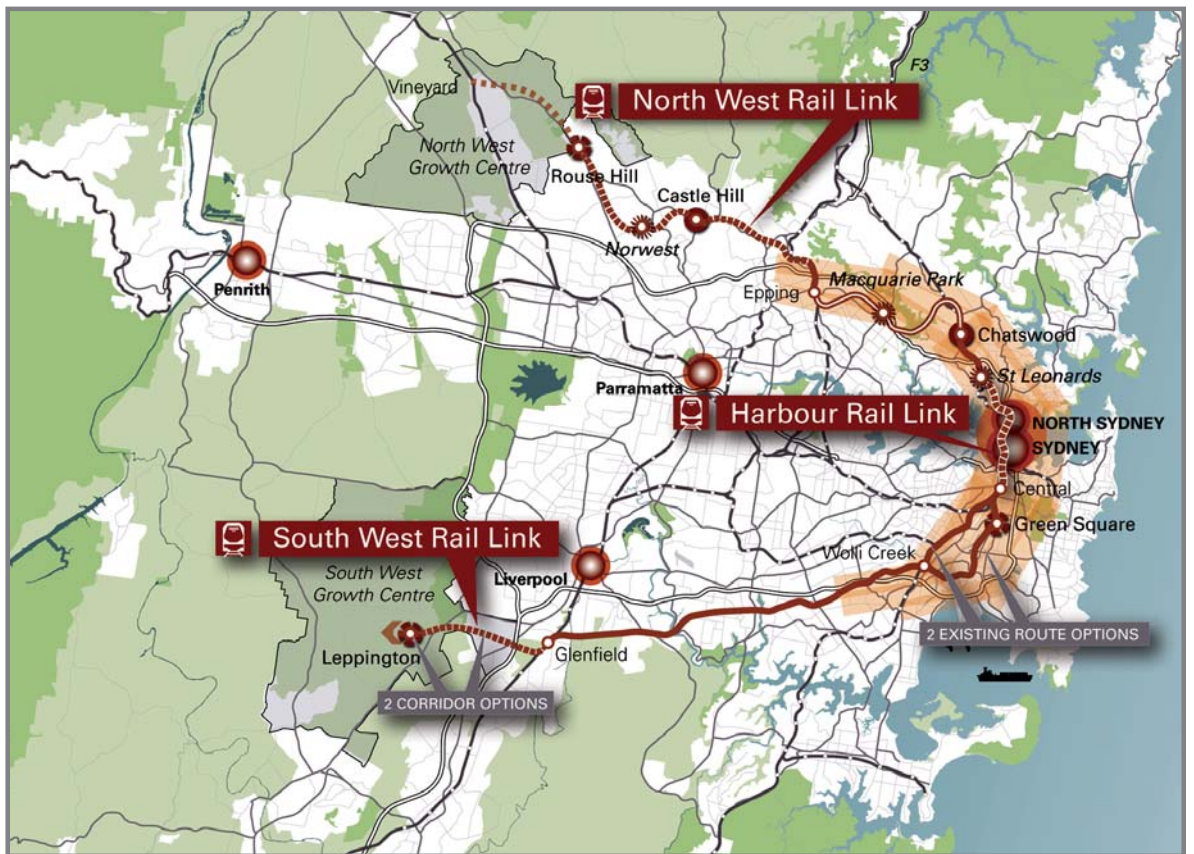 F3
Vineyard
North West Rail Link
North West
Growth Centre
Rouse Hill
Castle Hill
Norwest
Penrith
Macquarie Park
Epping
Chatswood
Parramatta
St Leonards
Harbour Rail Link
NORTH SYDNEY
SYDNEY
Central
Green Square
South West Rail Link
Wolli Creek
Liverpool
South West
Growth Centre
2 EXISTING ROUTE OPTIONS
Leppington
Glenfield
2 CORRIDOR OPTIONS